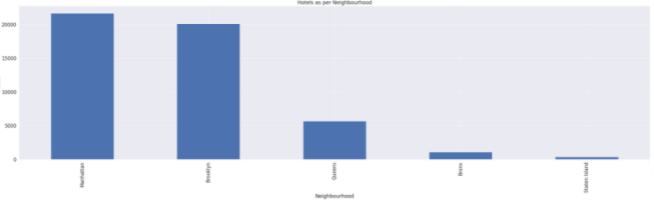 Hotels as per Neighbourhood
20000
15000
10000
5000
0
Manhattan
Brooklyn
Queens
Bronx
Staten Island
Neighbourhood